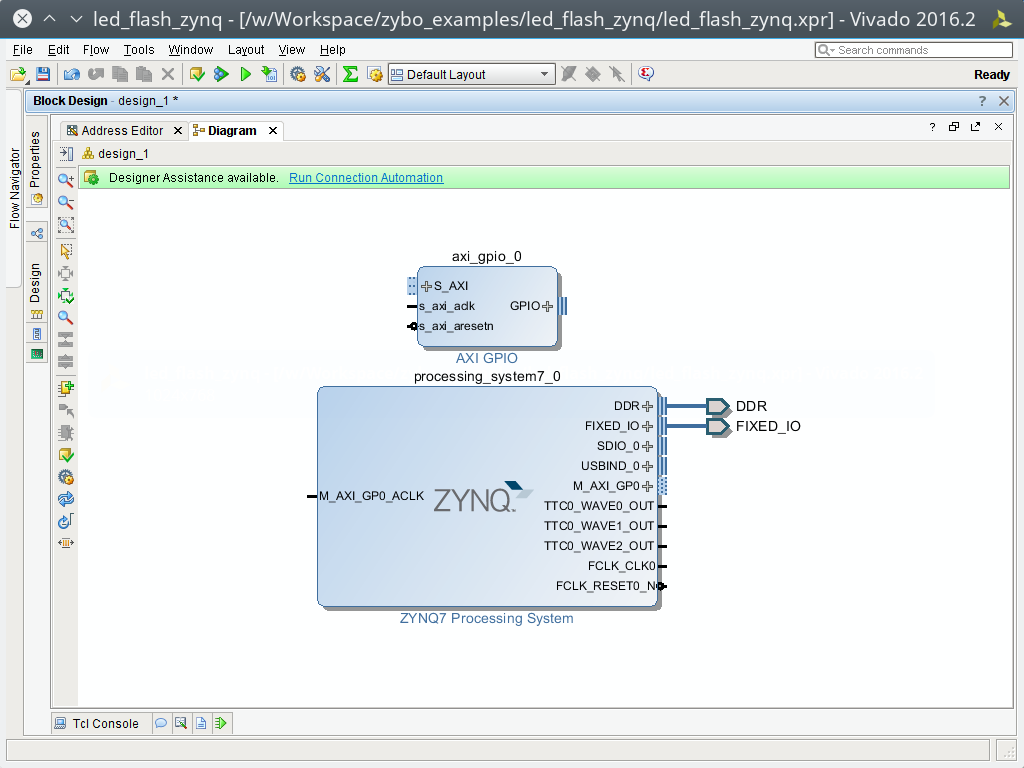 led_flash_zynq - [/w/Workspace/zybo_examples/led_flash_zynq/led_flash_zynq.xpr] - Vivado 2016.2
File Edit Flow Tools Window Layout View Help
Search commands
Default Layout
Ready
Block Design - design_1 *
Flow Navigator
Properties
Design
Address Editor
Diagram
design_1
Designer Assistance available. Run Connection Automation
axi_gpio_0
S_AXI
s_axi_aclk GPIO
s_axi_aresetn
AXI GPIO
processing_system7_0
DDR DDR
FIXED_IO FIXED_IO
SDIO_0
USBIND_0
M_AXI_GP0
M_AXI_GP0_ACLK
ZYNQ
TTC0_WAVE0_OUT
TTC0_WAVE1_OUT
TTC0_WAVE2_OUT
FCLK_CLK0
FCLK_RESET0_N
ZYNQ7 Processing System
Tcl Console